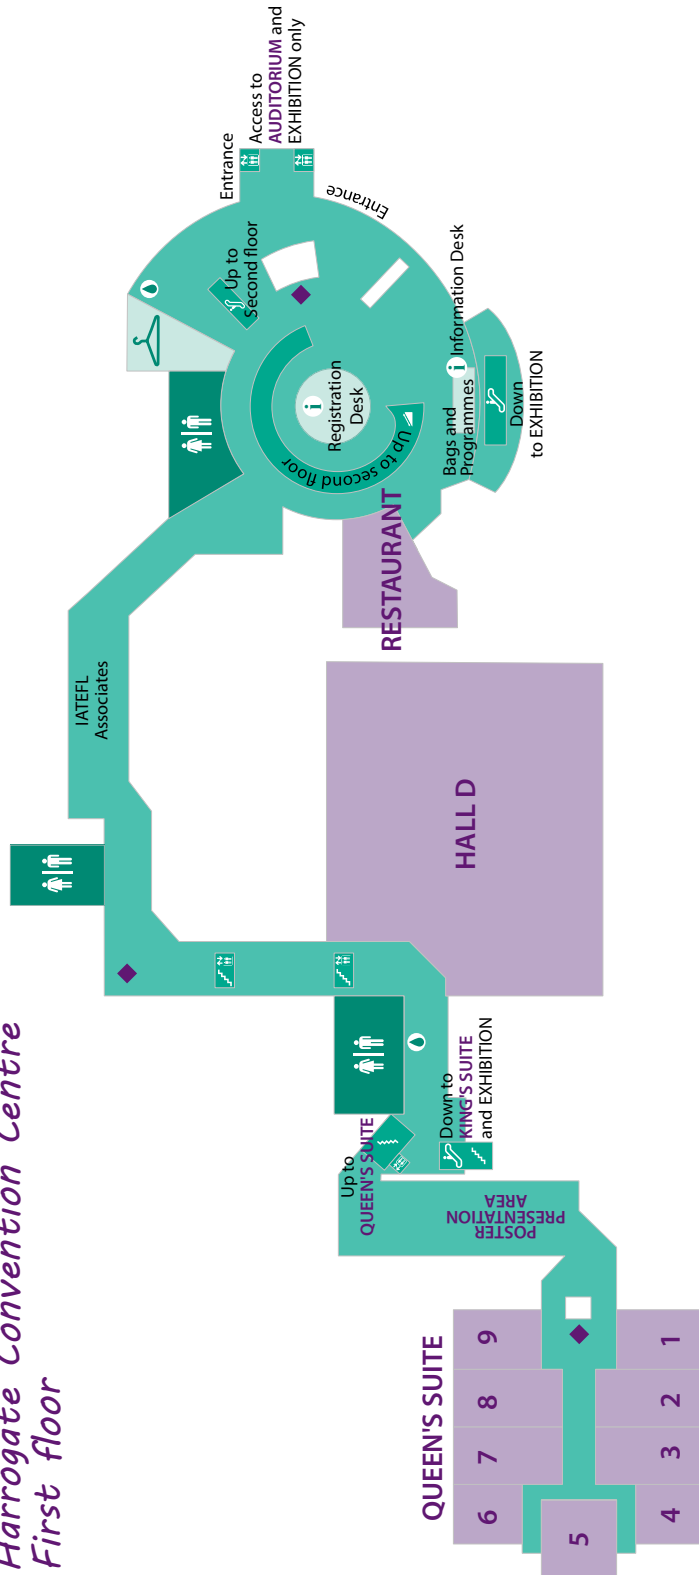 Harrogate Convention Centre
First floor
Access to
AUDITORIUM and
EXHIBITION only
Entrance
Entrance
Up to
Second floor
Information Desk
Registration
Desk
Up to second floor
Bags and
Programmes
Down
to EXHIBITION
RESTAURANT
IATEFL
Associates
HALL D
Up to
QUEEN'S SUITE
Down to
KING'S SUITE
and EXHIBITION
POSTER
PRESENTATION
AREA
QUEEN'S SUITE
9
8
7
6
5
4
3
2
1